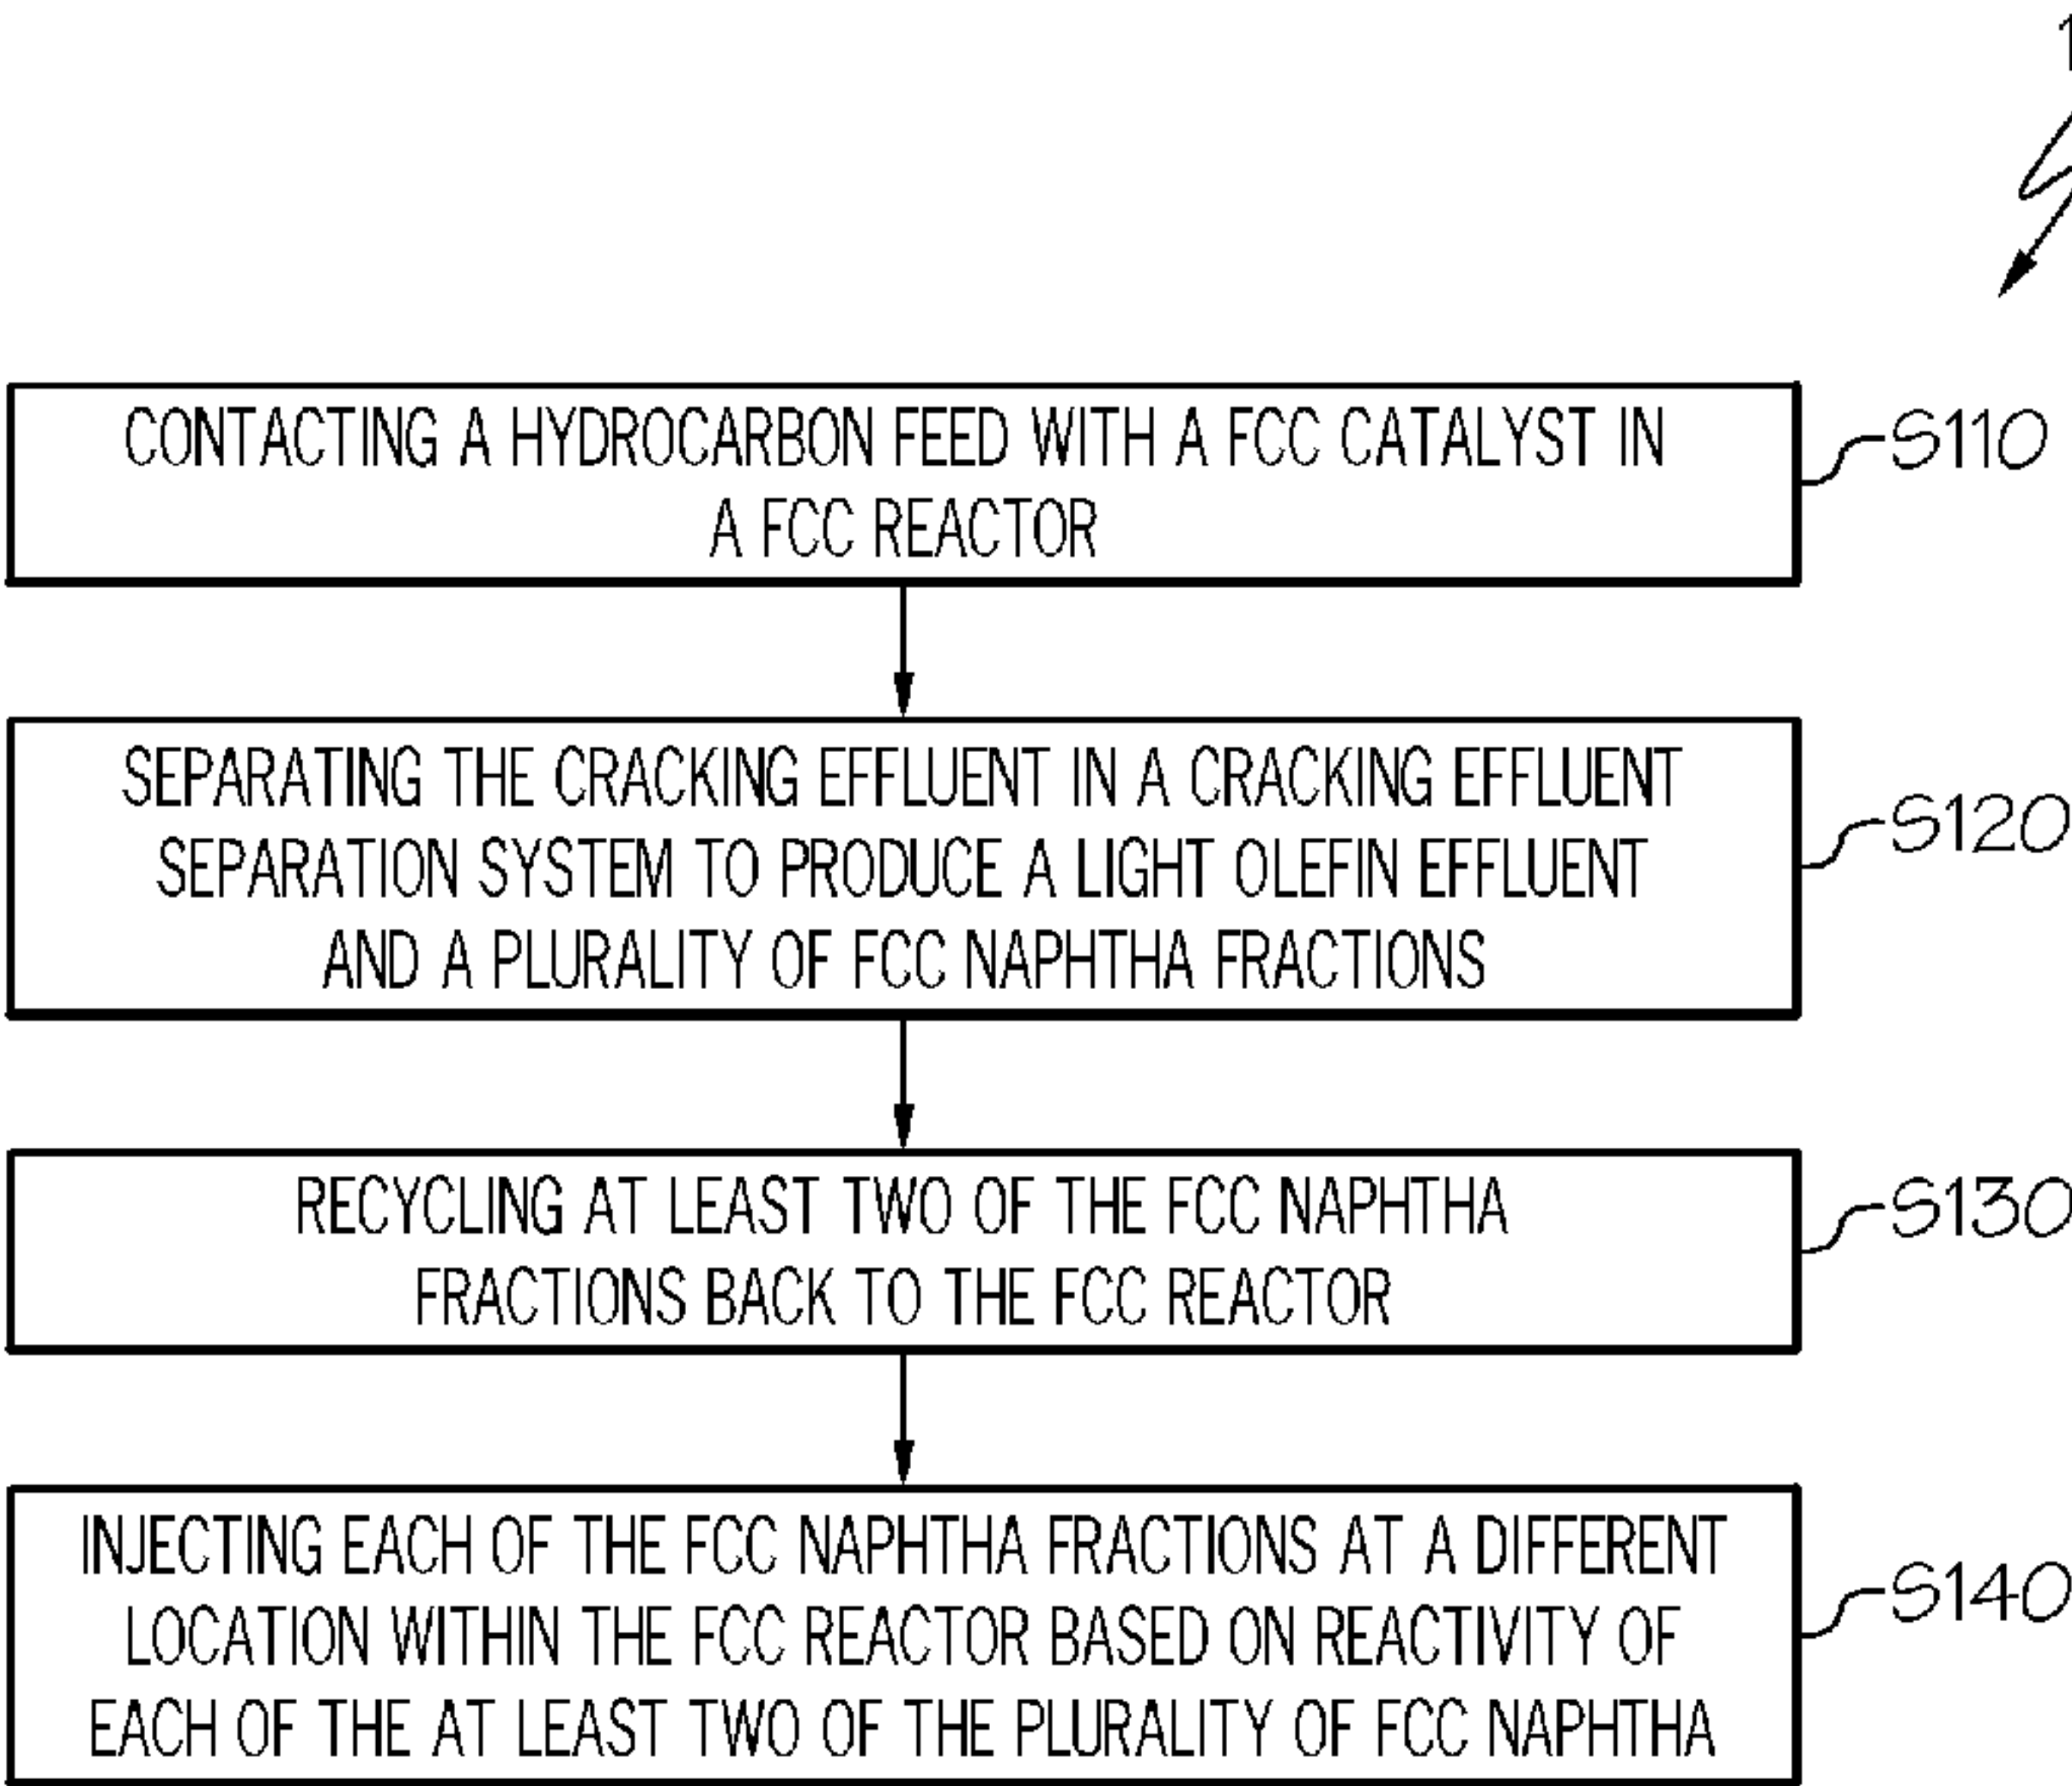 CONTACTING A HYDROCARBON FEED WITH A FCC CATALYST IN
A FCC REACTOR
S110
SEPARATING THE CRACKING EFFLUENT IN A CRACKING EFFLUENT
SEPARATION SYSTEM TO PRODUCE A LIGHT OLEFIN EFFLUENT
AND A PLURALITY OF FCC NAPHTHA FRACTIONS
S120
RECYCLING AT LEAST TWO OF THE FCC NAPHTHA
FRACTIONS BACK TO THE FCC REACTOR
S130
INJECTING EACH OF THE FCC NAPHTHA FRACTIONS AT A DIFFERENT
LOCATION WITHIN THE FCC REACTOR BASED ON REACTIVITY OF
EACH OF THE AT LEAST TWO OF THE PLURALITY OF FCC NAPHTHA
S140